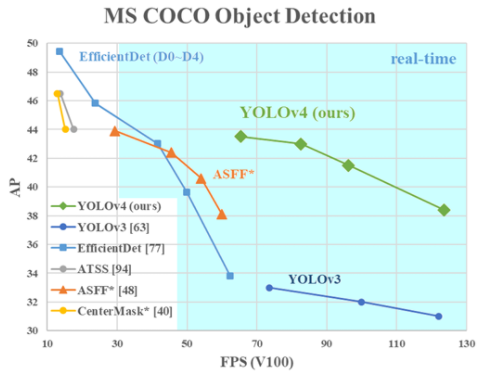 MS COCO Object Detection
50
48
46
44
42
40
38
36
34
32
30
AP
EfficientDet (D0~D4)
real-time
YOLOv4 (ours)
ASFF*
YOLOv3
YOLOv4 (ours)
YOLOv3 [63]
EfficientDet [77]
ATSS [94]
ASFF* [48]
CenterMask* [40]
10 30 50 70 90 110 130
FPS (V100)